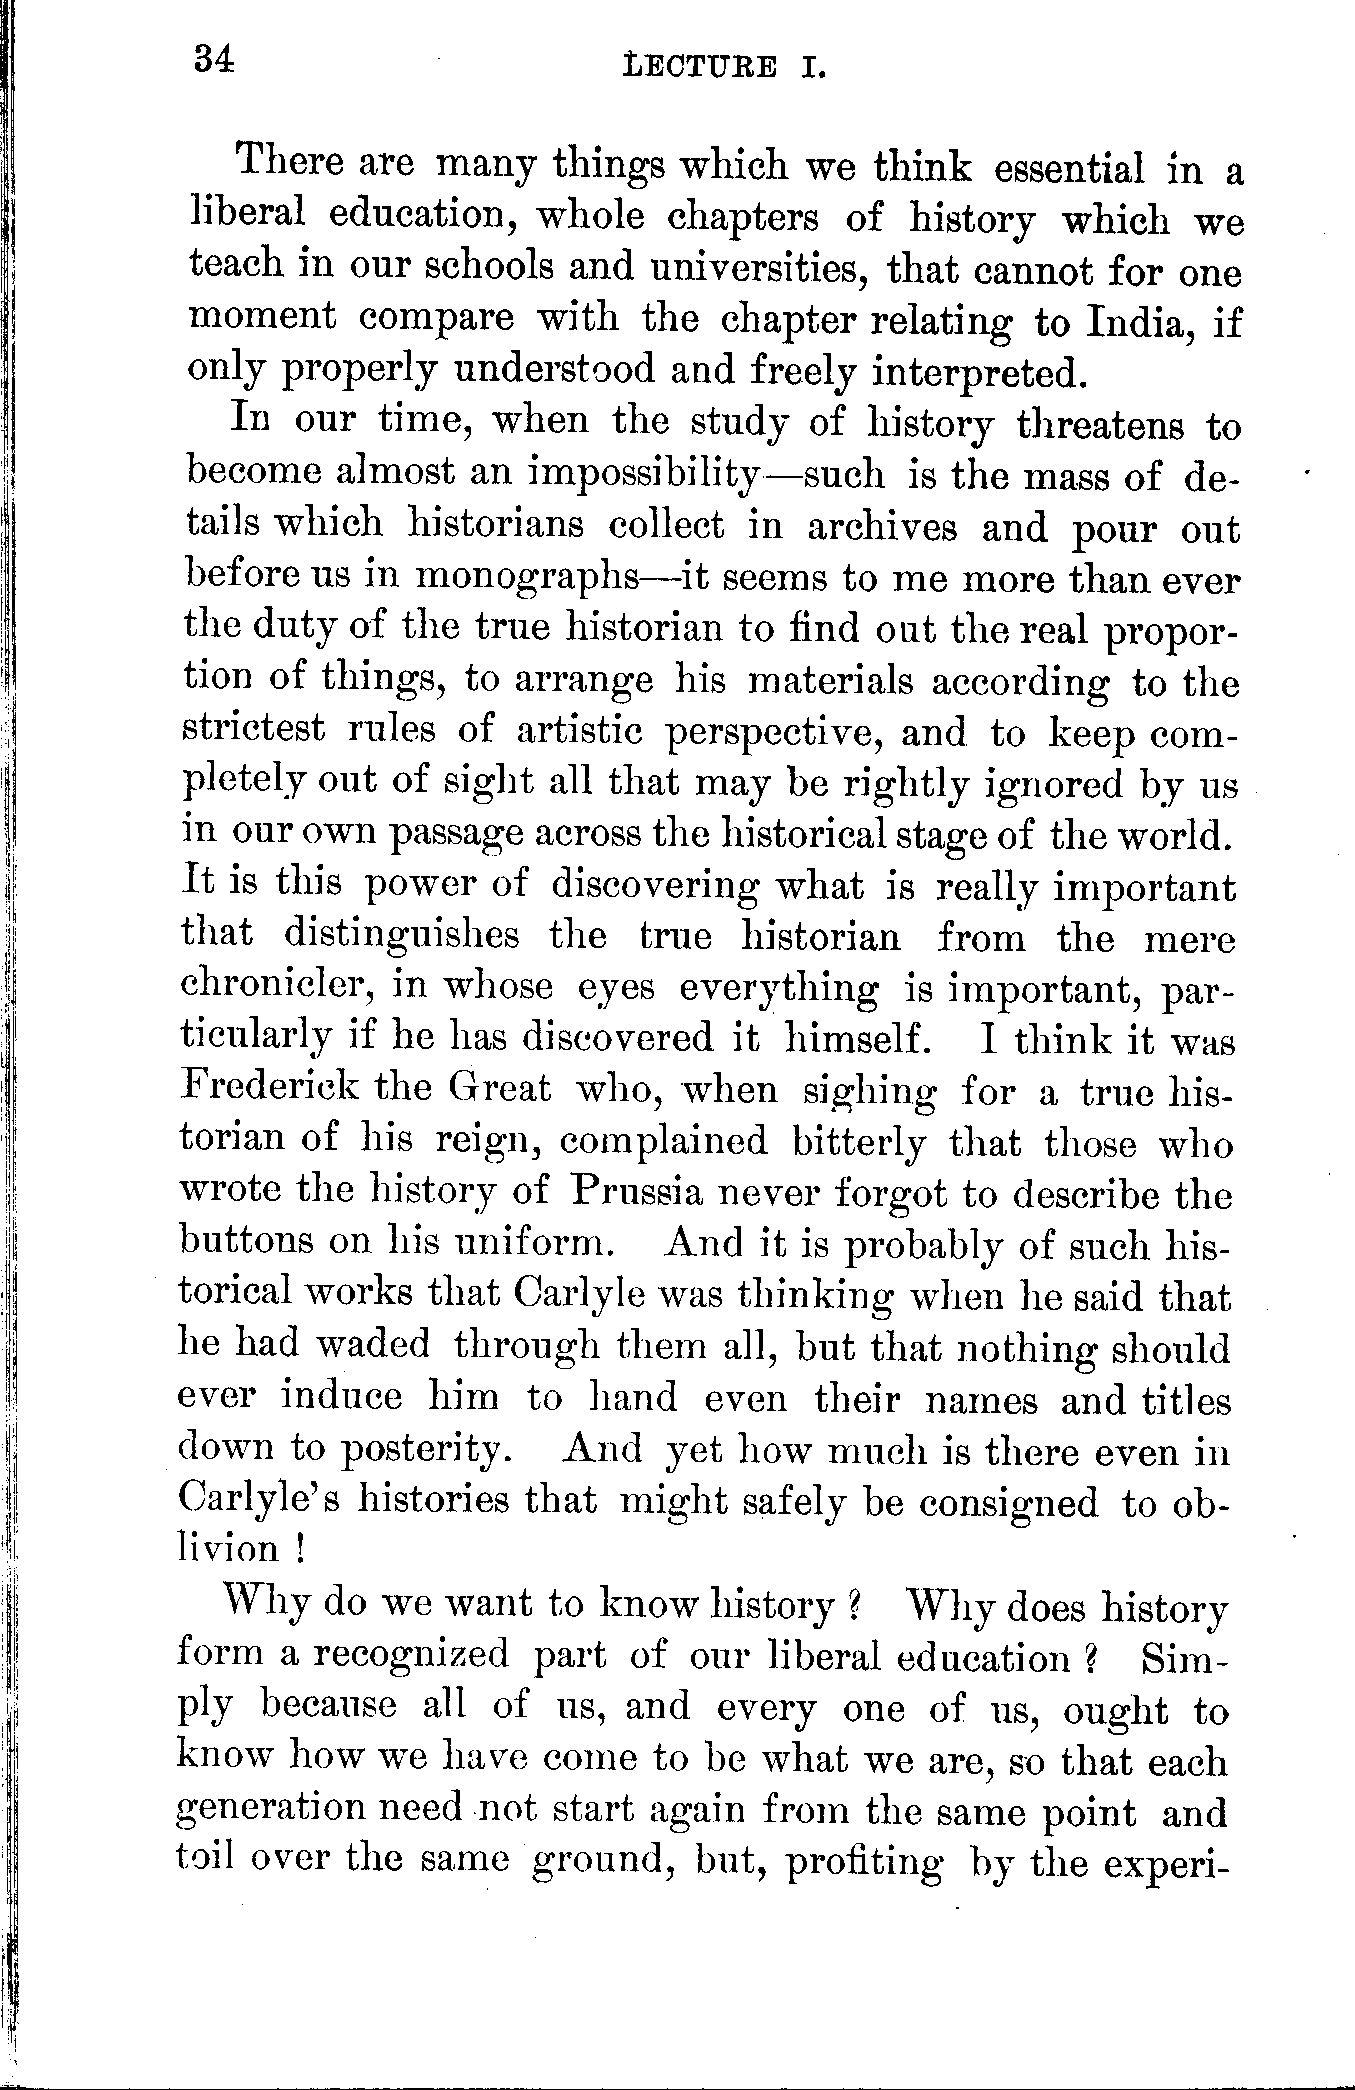 34
LECTURE I.
There are many things which we think essential in a
liberal education, whole chapters of history which we
teach in our schools and universities, that cannot for one
moment compare with the chapter relating to India, if
only properly understood and freely interpreted.
In our time, when the study of history threatens to
become almost an impossibility—such is the mass of de-
tails which historians collect in archives and pour out
before us in monographs—it seems to me more than ever
the duty of the true historian to find out the real propor-
tion of things, to arrange his materials according to the
strictest rules of artistic perspective, and to keep com-
pletely out of sight all that may be rightly ignored by us
in our own passage across the historical stage of the world.
It is this power of discovering what is really important
that distinguishes the true historian from the mere
chronicler, in whose eyes everything is important, par-
ticularly if he has discovered it himself. I think it was
Frederick the Great who, when sighing for a true his-
torian of his reign, complained bitterly that those who
wrote the history of Prussia never forgot to describe the
buttons on his uniform. And it is probably of such his-
torical works that Carlyle was thinking when he said that
he had waded through them all, but that nothing should
ever induce him to hand even their names and titles
down to posterity. And yet how much is there even in
Carlyle's histories that might safely be consigned to ob-
livion !
Why do we want to know history ? Why does history
form a recognized part of our liberal education ? Sim-
ply because all of us, and every one of us, ought to
know how we have come to be what we are, so that each
generation need not start again from the same point and
toil over the same ground, but, profiting by the experi-